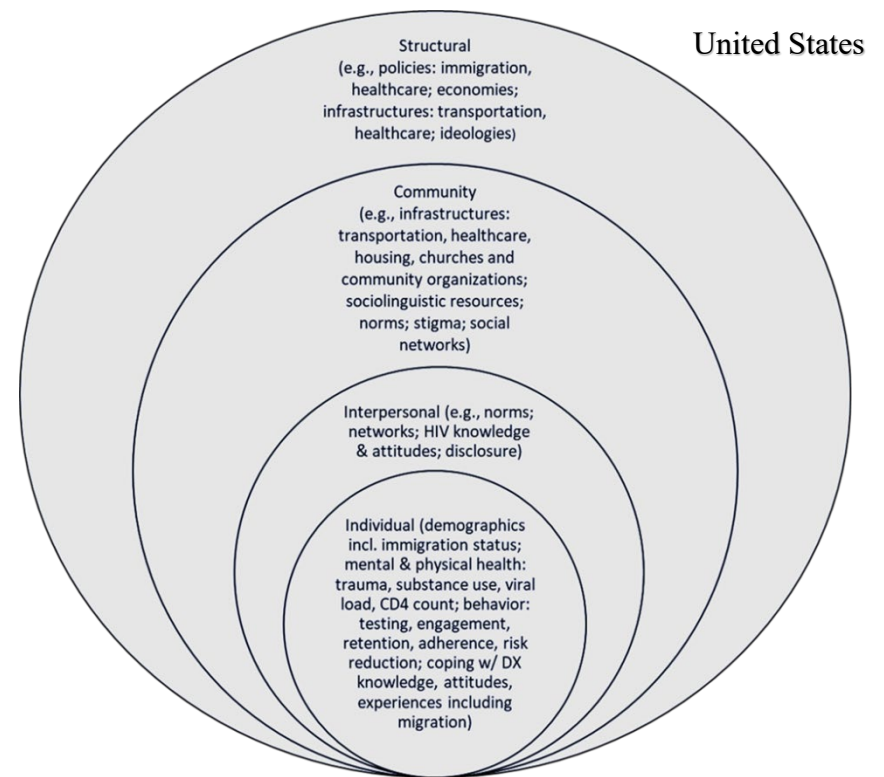 United States
Structural
(e.g., policies: immigration,
healthcare; economies;
infrastructures: transportation,
healthcare; ideologies)
Community
(e.g., infrastructures:
transportation, healthcare,
housing, churches and
community organizations;
sociolinguistic resources;
norms; stigma; social
networks)
Interpersonal (e.g., norms;
networks; HIV knowledge
& attitudes; disclosure)
Individual (demographics
incl. immigration status;
mental & physical health:
trauma, substance use, viral
load, CD4 count; behavior:
testing, engagement,
retention, adherence, risk
reduction; coping w/ DX
knowledge, attitudes,
experiences including
migration)